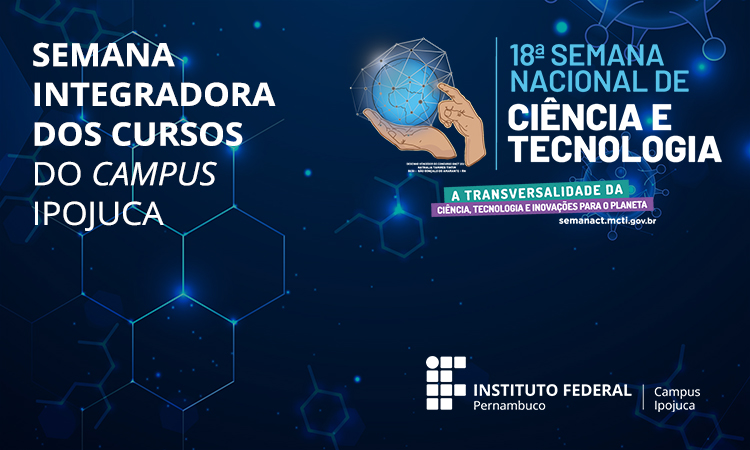 SEMANA
INTEGRADORA
DOS CURSOS
DO CAMPUS
IPOJUCA
18ª SEMANA
NACIONAL DE
CIÊNCIA E
TECNOLOGIA
A TRANSVERSALIDADE DA
CIÊNCIA, TECNOLOGIA E INOVAÇÕES PARA O PLANETA
semanact.mcti.gov.br
INSTITUTO FEDERAL
Pernambuco
Campus
Ipojuca